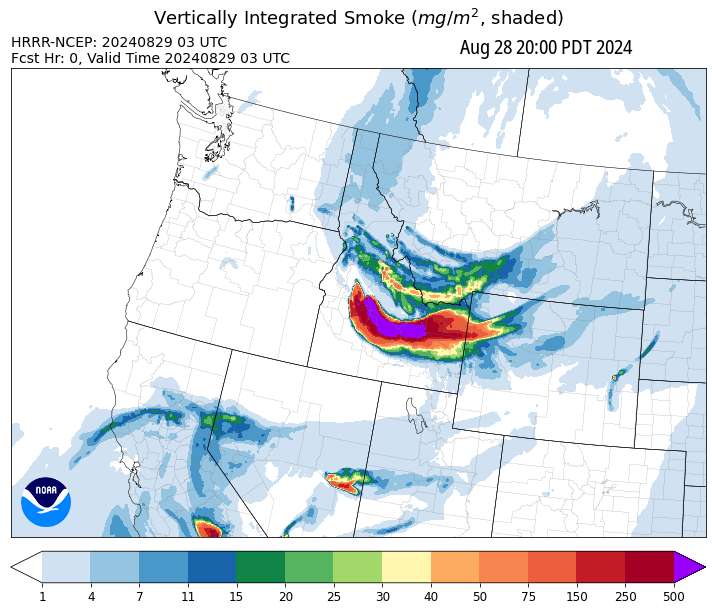 Vertically Integrated Smoke (mg/m², shaded)
HRRR-NCEP: 20240829 03 UTC
Fcst Hr: 0, Valid Time 20240829 03 UTC
Aug 28 20:00 PDT 2024
NOAA
1 4 7 11 15 20 25 30 40 50 75 150 250 500